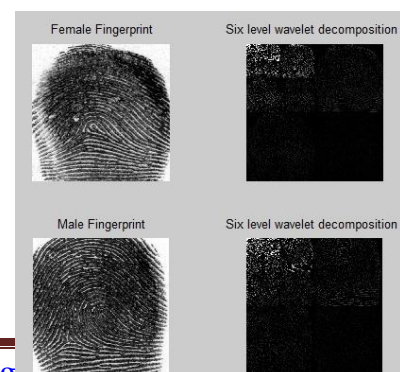 Female Fingerprint
Six level wavelet decomposition
Male Fingerprint
Six level wavelet decomposition